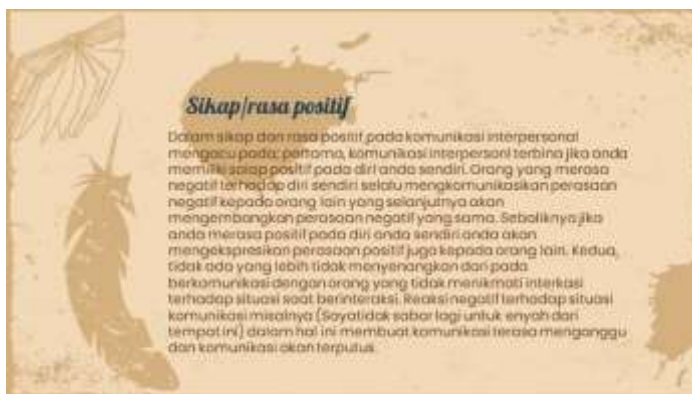 Sikap/rasa positif
Dalam sikap dan rasa positif pada komunikasi interpersonal
mengacu pada: pertama, komunikasi interpersonl terbina jika anda
memiliki sikap positif pada diri anda sendiri. Orang yang merasa
negatif terhadap diri sendiri selalu mengkomunikasikan perasaan
negatif kepada orang lain yang selanjutnya akan
mengembangkan perasaan negatif yang sama. Sebaliknya jika
anda merasa positif pada diri anda sendiri anda akan
mengekspresikan perasaan positif juga kepada orang lain. Kedua,
tidak ada yang lebih tidak menyenangkan dari pada
berkomunikasi dengan orang yang tidak menikmati interkasi
terhadap situasi saat berinteraksi. Reaksi negatif terhadap situasi
komunikasi misalnya (Sayatidak sabar lagi untuk enyah dari
tempat ini) dalam hal ini membuat komunikasi terasa menganggu
dan komunikasi akan terputus.